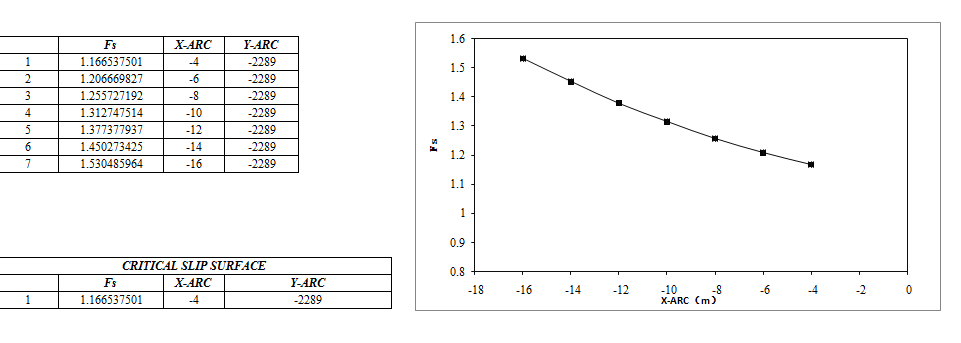 Fs X-ARC Y-ARC
1 1.166537501 -4 -2289
2 1.206669827 -6 -2289
3 1.255727192 -8 -2289
4 1.312747514 -10 -2289
5 1.377377937 -12 -2289
6 1.450273425 -14 -2289
7 1.530485964 -16 -2289
CRITICAL SLIP SURFACE
Fs X-ARC Y-ARC
1 1.166537501 -4 -2289
1.6
1.5
1.4
1.3
1.2
1.1
1
0.9
0.8
Fs
-18 -16 -14 -12 -10 -8 -6 -4 -2 0
X-ARC (m)